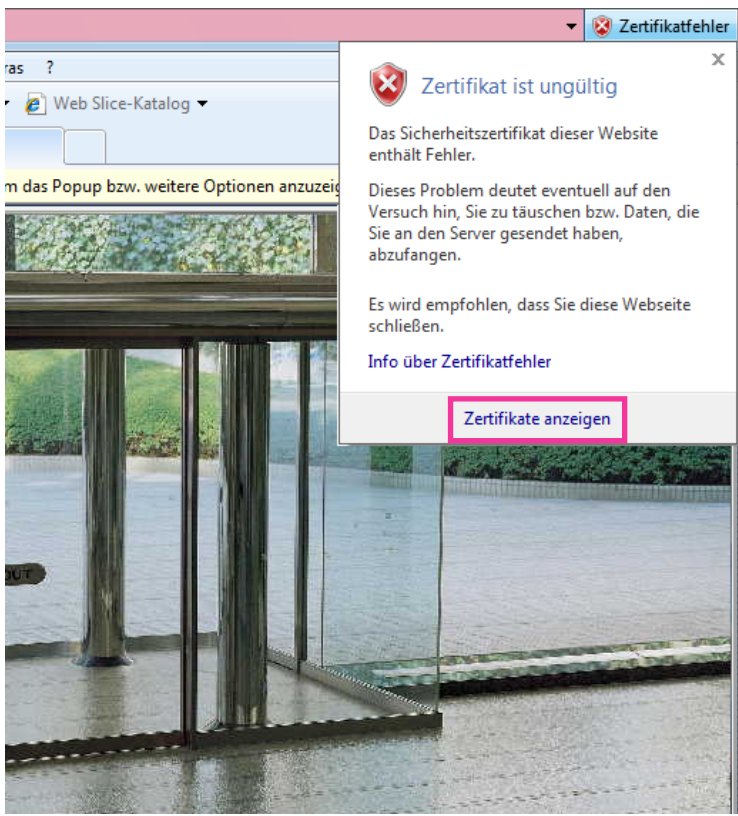 Zertifikatfehler
ras ?
Web Slice-Katalog
m das Popup bzw. weitere Optionen anzuzeig
x
Zertifikat ist ungültig
Das Sicherheitszertifikat dieser Website
enthält Fehler.
Dieses Problem deutet eventuell auf den
Versuch hin, Sie zu täuschen bzw. Daten, die
Sie an den Server gesendet haben,
abzufangen.
Es wird empfohlen, dass Sie diese Webseite
schließen.
Info über Zertifikatfehler
Zertifikate anzeigen
OUT